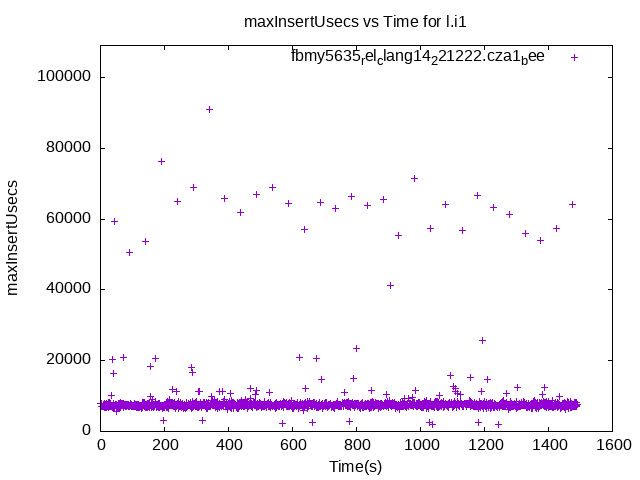 maxInsertUsecs vs Time for l.i1
fbmy5635_rel_clang14_221222.cza1_bee
100000
80000
60000
40000
20000
0
maxInsertUsecs
0 200 400 600 800 1000 1200 1400 1600
Time(s)